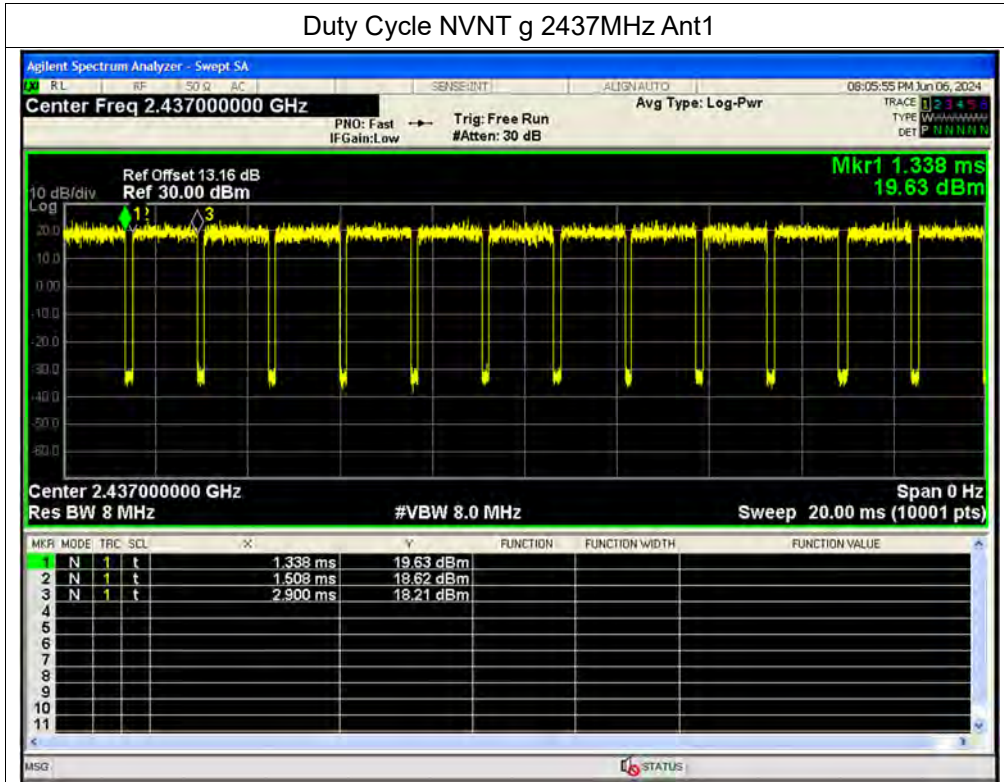 Duty Cycle NVNT g 2437MHz Ant1
Agilent Spectrum Analyzer - Swept SA
LXI RL RF 50 Ω AC SENSE:INT ALIGNAUTO 08:05:55 PM Jun 06, 2024
Center Freq 2.437000000 GHz
PNO: Fast
IFGain:Low
Trig: Free Run
#Atten: 30 dB
Avg Type: Log-Pwr
TRACE 1 2 3 4 5 6
TYPE W
DET P N N N N N
Mkr1 1.338 ms
19.63 dBm
Ref Offset 13.16 dB
10 dB/div Ref 30.00 dBm
Log
1 2 3
20.0
10.0
0.00
-10.0
-20.0
-30.0
-40.0
-50.0
-60.0
Center 2.437000000 GHz Span 0 Hz
Res BW 8 MHz #VBW 8.0 MHz Sweep 20.00 ms (10001 pts)
MKR MODE TRC SCL X Y FUNCTION FUNCTION WIDTH FUNCTION VALUE
1 N 1 t 1.338 ms 19.63 dBm
2 N 1 t 1.508 ms 18.62 dBm
3 N 1 t 2.900 ms 18.21 dBm
4
5
6
7
8
9
10
11
MSG STATUS